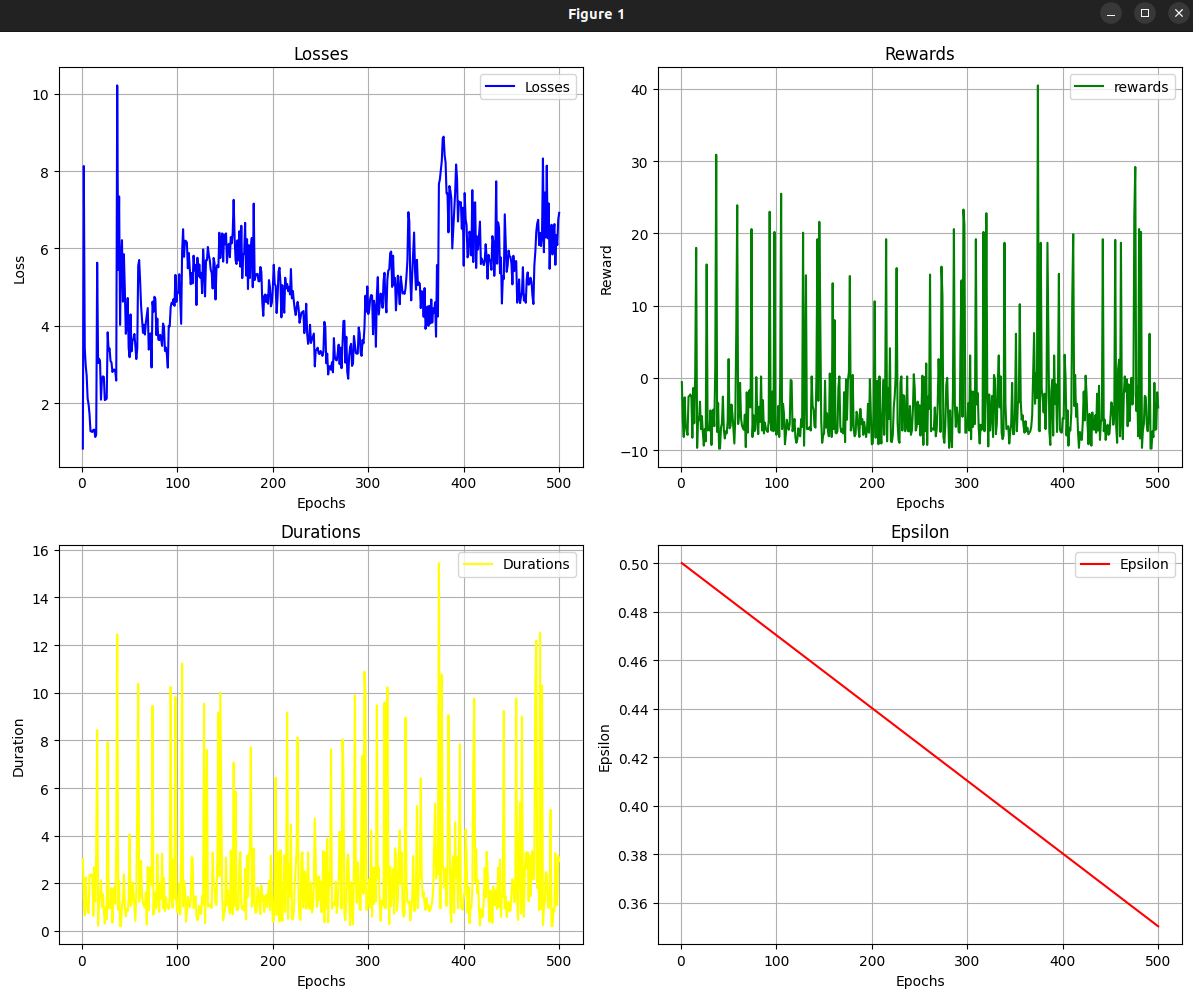 Figure 1
Losses
Losses
Loss
10
8
6
4
2
0 100 200 300 400 500
Epochs
Rewards
rewards
Reward
40
30
20
10
0
−10
0 100 200 300 400 500
Epochs
Durations
Durations
Duration
16
14
12
10
8
6
4
2
0
0 100 200 300 400 500
Epochs
Epsilon
Epsilon
Epsilon
0.50
0.48
0.46
0.44
0.42
0.40
0.38
0.36
0 100 200 300 400 500
Epochs